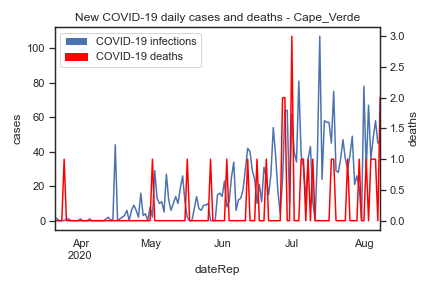 New COVID-19 daily cases and deaths - Cape_Verde
COVID-19 infections
COVID-19 deaths
cases
100
80
60
40
20
0
deaths
3.0
2.5
2.0
1.5
1.0
0.5
0.0
Apr
2020
May
Jun
Jul
Aug
dateRep